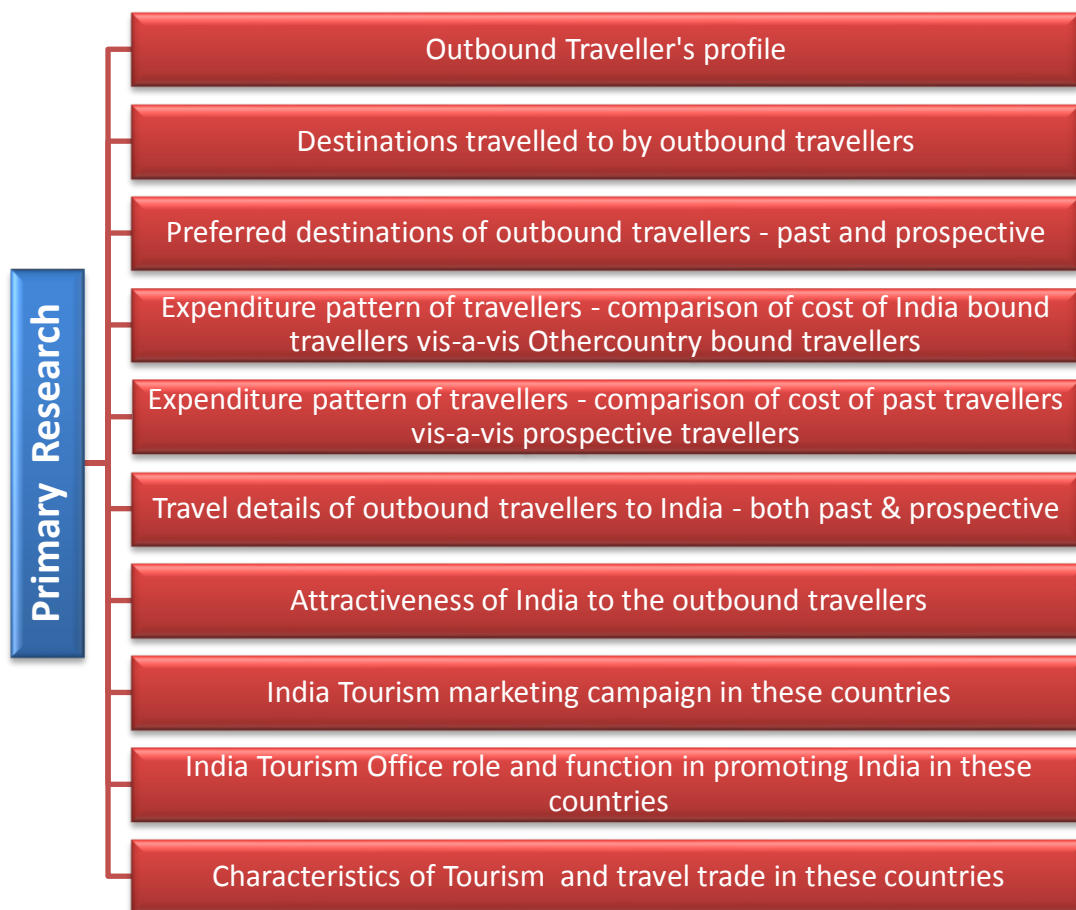 Primary Research
Outbound Traveller's profile
Destinations travelled to by outbound travellers
Preferred destinations of outbound travellers - past and prospective
Expenditure pattern of travellers - comparison of cost of India bound
travellers vis-a-vis Othercountry bound travellers
Expenditure pattern of travellers - comparison of cost of past travellers
vis-a-vis prospective travellers
Travel details of outbound travellers to India - both past & prospective
Attractiveness of India to the outbound travellers
India Tourism marketing campaign in these countries
India Tourism Office role and function in promoting India in these
countries
Characteristics of Tourism and travel trade in these countries